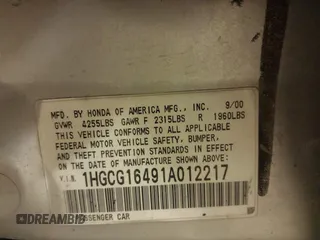 MFD. BY HONDA OF AMERICA MFG., INC. 9/00
GVWR 4255LBS GAWR F 2315LBS R 1960LBS
THIS VEHICLE CONFORMS TO ALL APPLICABLE
FEDERAL MOTOR VEHICLE SAFETY, BUMPER,
AND THEFT PREVENTION STANDARDS IN EFFECT
ON THE DATE OF MANUFACTURE SHOWN ABOVE.
V.I.N. 1HGCG16491A012217
PASSENGER CAR
DREAMBID